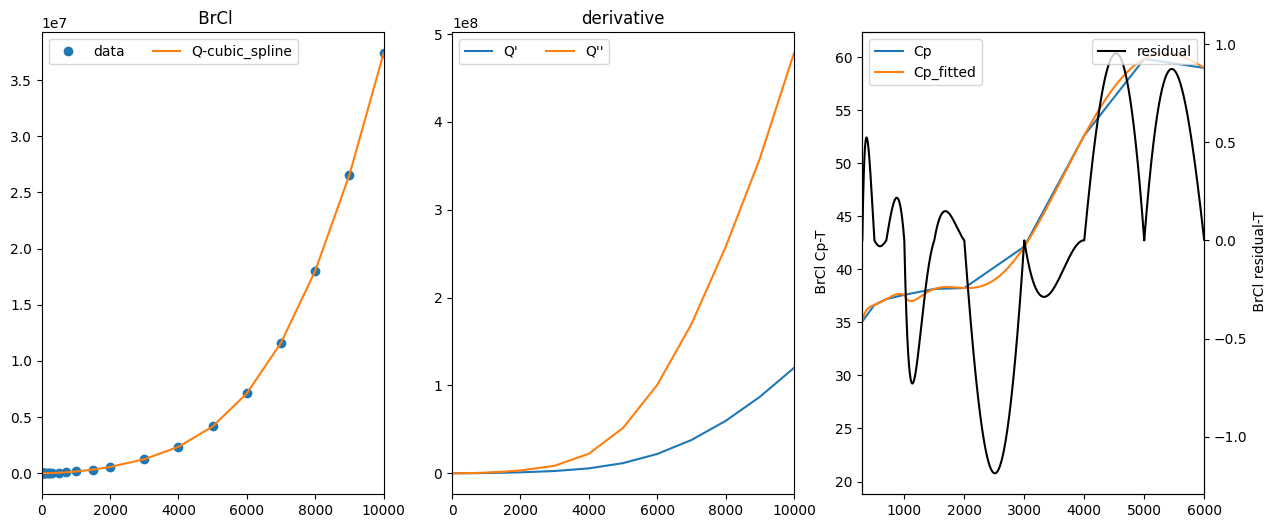 BrCl
1e7
data
Q-cubic_spline
3.5
3.0
2.5
2.0
1.5
1.0
0.5
0.0
0 2000 4000 6000 8000 10000
derivative
1e8
Q'
Q''
5
4
3
2
1
0
0 2000 4000 6000 8000 10000
Cp
Cp_fitted
residual
BrCl Cp-T
60
55
50
45
40
35
30
25
20
1000 2000 3000 4000 5000 6000
1.0
0.5
0.0
−0.5
−1.0
BrCl residual-T